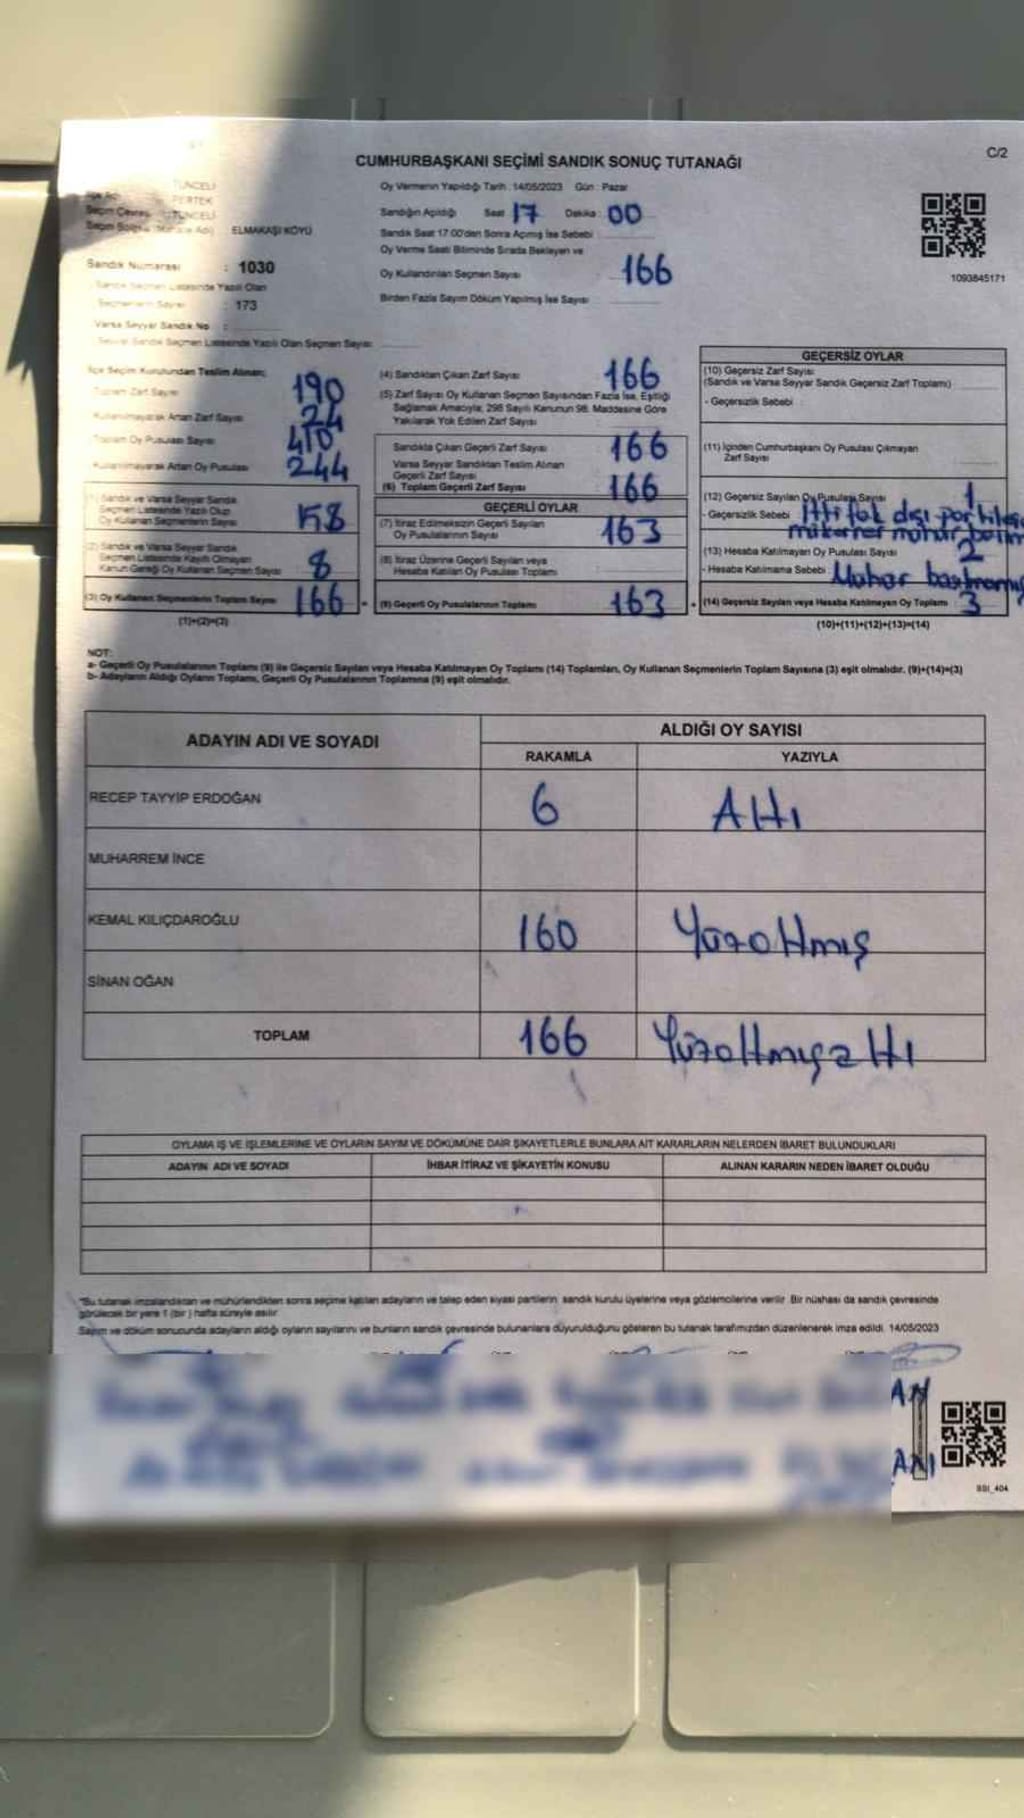 C/2
CUMHURBAŞKANI SEÇİMİ SANDIK SONUÇ TUTANAĞI
TUNCELİ
PERTEK
TUNCELİ
ELMAKAŞI KÖYÜ
Sandık Numarası : 1030
Sandık Seçmen Listesinde Yazılı Olan
Seçmenlerin Sayısı : 173
Varsa Seyyar Sandık No :
Seyyar Sandık Seçmen Listesinde Yazılı Olan Seçmen Sayısı
Oy Vermenin Yapıldığı Tarih : 14/05/2023 Gün : Pazar
Sandığın Açıldığı Saat 17 Dakika : 00
Sandık Saat 17.00'den Sonra Açılmış İse Sebebi
Oy Verme Saati Bitiminde Sırada Bekleyen ve
Oy Kullandırılan Seçmen Sayısı 166
Birden Fazla Sayım Döküm Yapılmış İse Sayısı
1093845171
İlçe Seçim Kurulundan Teslim Alınan;
Toplam Zarf Sayısı 190
Kullanılmayarak Artan Zarf Sayısı 24
Toplam Oy Pusulası Sayısı 410
Kullanılmayarak Artan Oy Pusulası 244
(1) Sandık ve Varsa Seyyar Sandık
Seçmen Listesinde Yazılı Olup
Oy Kullanan Seçmenlerin Sayısı 158
(2) Sandık ve Varsa Seyyar Sandık
Seçmen Listesinde Kayıtlı Olmayan
Kanun Gereği Oy Kullanan Seçmen Sayısı 8
(3) Oy Kullanan Seçmenlerin Toplam Sayısı 166 =
(1)+(2)=(3)
(4) Sandıktan Çıkan Zarf Sayısı 166
(5) Zarf Sayısı Oy Kullanan Seçmen Sayısından Fazla İse, Eşitliği
Sağlamak Amacıyla; 298 Sayılı Kanunun 98. Maddesine Göre
Yakılarak Yok Edilen Zarf Sayısı
Sandıkta Çıkan Geçerli Zarf Sayısı 166
Varsa Seyyar Sandıktan Teslim Alınan
Geçerli Zarf Sayısı
(6) Toplam Geçerli Zarf Sayısı 166
GEÇERLİ OYLAR
(7) İtiraz Edilmeksizin Geçerli Sayılan
Oy Pusulalarının Sayısı 163
(8) İtiraz Üzerine Geçerli Sayılan veya
Hesaba Katılan Oy Pusulası Toplamı
(9) Geçerli Oy Pusulalarının Toplamı 163 +
GEÇERSİZ OYLAR
(10) Geçersiz Zarf Sayısı
(Sandık ve Varsa Seyyar Sandık Geçersiz Zarf Toplamı)
- Geçersizlik Sebebi :
(11) İçinden Cumhurbaşkanı Oy Pusulası Çıkmayan
Zarf Sayısı
(12) Geçersiz Sayılan Oy Pusulası Sayısı 1
- Geçersizlik Sebebi İttifak dışı
mükerrer mühür
(13) Hesaba Katılmayan Oy Pusulası Sayısı 2
- Hesaba Katılmama Sebebi
(14) Geçersiz Sayılan veya Hesaba Katılmayan Oy Toplamı 3
(10)+(11)+(12)+(13)=(14)
NOT:
a- Geçerli Oy Pusulalarının Toplamı (9) ile Geçersiz Sayılan veya Hesaba Katılmayan Oy Toplamı (14) Toplamları, Oy Kullanan Seçmenlerin Toplam Sayısına (3) eşit olmalıdır. (9)+(14)=(3)
b- Adayların Aldığı Oyların Toplamı, Geçerli Oy Pusulalarının Toplamına (9) eşit olmalıdır.
ADAYIN ADI VE SOYADI ALDIĞI OY SAYISI
RAKAMLA YAZIYLA
RECEP TAYYİP ERDOĞAN 6 Altı
MUHARREM İNCE
KEMAL KILIÇDAROĞLU 160 Yüzaltmış
SİNAN OĞAN
TOPLAM 166 Yüzaltmışaltı
OYLAMA İŞ VE İŞLEMLERİNE VE OYLARIN SAYIM VE DÖKÜMÜNE DAİR ŞİKAYETLERLE BUNLARA AİT KARARLARIN NELERDEN İBARET BULUNDUKLARI
ADAYIN ADI VE SOYADI İHBAR İTİRAZ VE ŞİKAYETİN KONUSU ALINAN KARARIN NEDEN İBARET OLDUĞU
"Bu tutanak imzalandıktan ve mühürlendikten sonra seçime katılan adayların ve talep eden siyasi partilerin, sandık kurulu üyelerine veya gözlemcilerine verilir. Bir nüshası da sandık çevresinde
görülecek bir yere 1 (bir) hafta süreyle asılır.
Sayım ve döküm sonucunda adayların aldığı oyların sayılarını ve bunların sandık çevresinde bulunanlara duyurulduğunu gösteren bu tutanak tarafımızdan düzenlenerek imza edildi. 14/05/2023
SSI_404